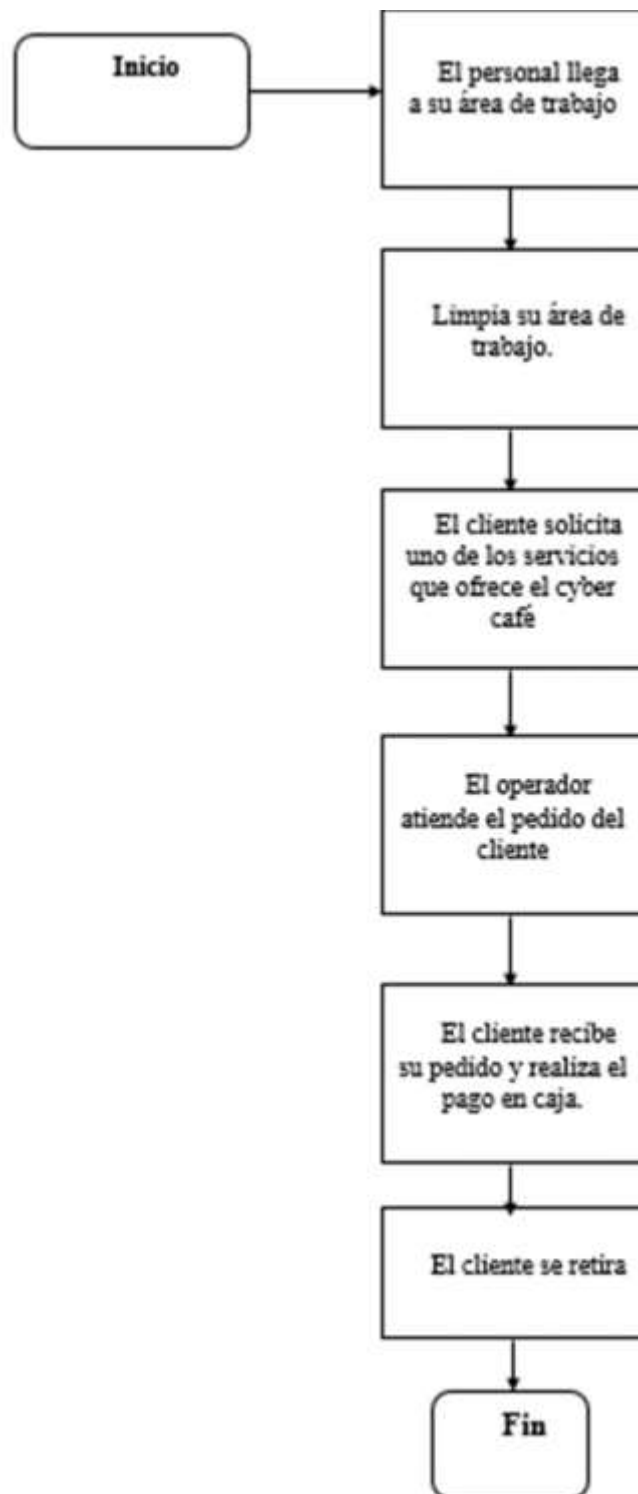 Inicio
El personal llega
a su área de trabajo
Limpia su área de
trabajo.
El cliente solicita
uno de los servicios
que ofrece el cyber
café
El operador
atiende el pedido del
cliente
El cliente recibe
su pedido y realiza el
pago en caja.
El cliente se retira
Fin